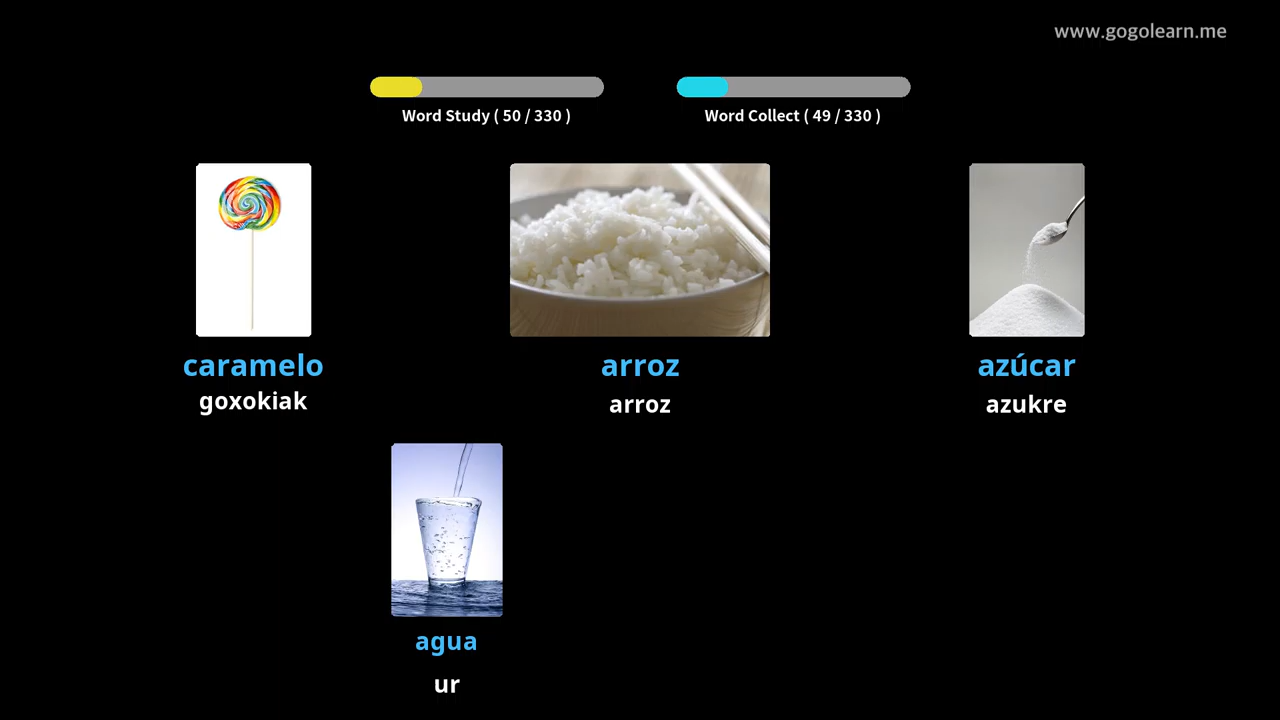 www.gogolearn.me
Word Study ( 50 / 330 )
Word Collect ( 49 / 330 )
caramelo
goxokiak
arroz
arroz
azúcar
azukre
agua
ur